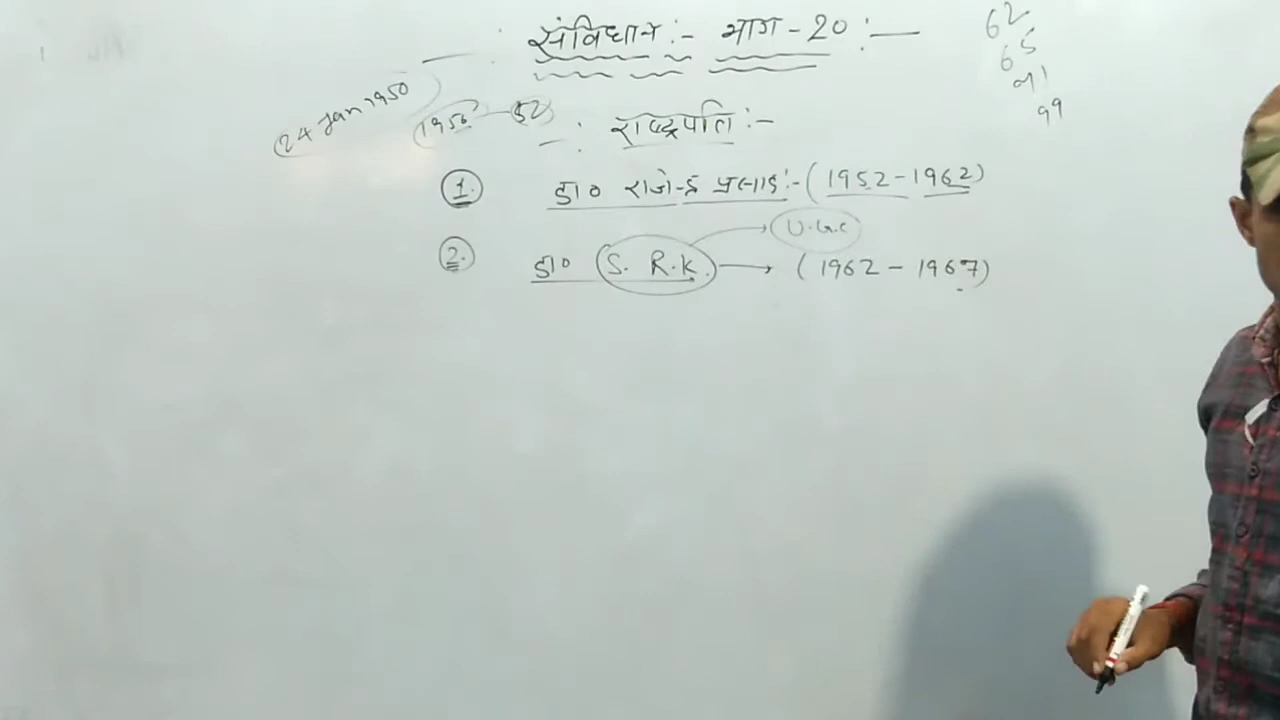 संविधान :- भाग - 20 :—
62
65
71
99
24 Jan 1950
1950 — 52
राष्ट्रपति :-
1. डा० राजेन्द्र प्रसाद :- (1952 - 1962)
U.G.C
2. डा० S. R.K. → (1962 - 1967)